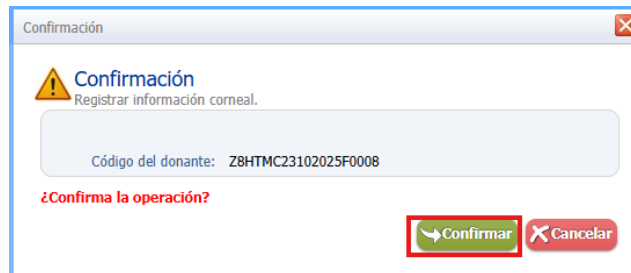 Confirmación
Confirmación
Registrar información corneal.
Código del donante: Z8HTMC23102025F0008
¿Confirma la operación?
Confirmar Cancelar